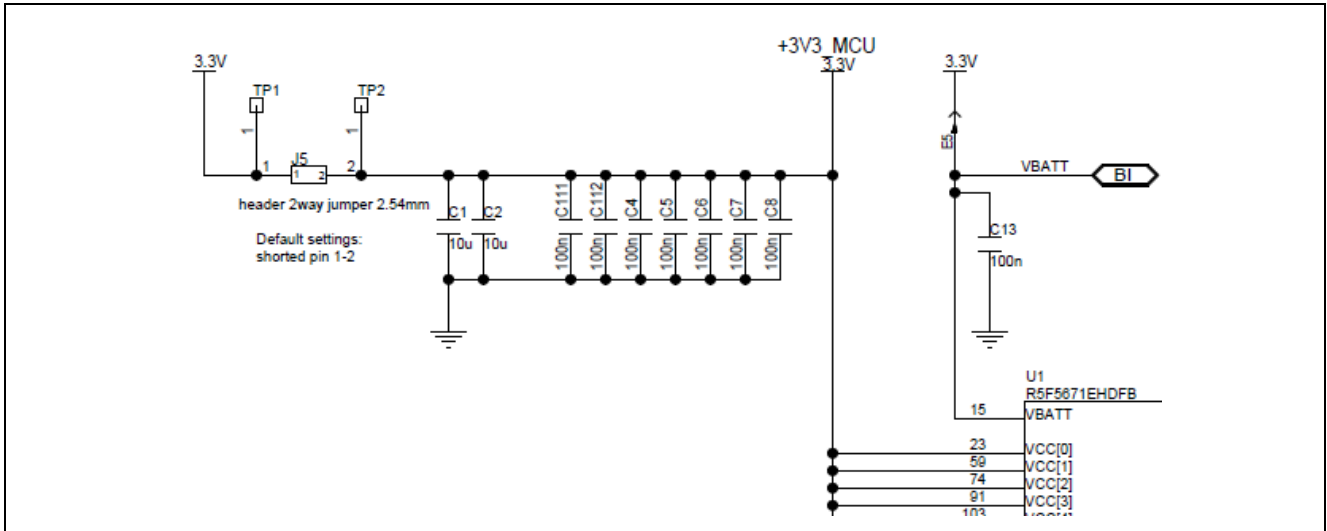 +3V3_MCU
3.3V
3.3V
3.3V
TP1
TP2
1
1
E5
1
J5
1 2
2
VBATT
BI
header 2way jumper 2.54mm
Default settings:
shorted pin 1-2
C1
10u
C2
10u
C111
100n
C112
100n
C4
100n
C5
100n
C6
100n
C7
100n
C8
100n
C13
100n
U1
R5F5671EHDFB
15
VBATT
23
VCC[0]
59
VCC[1]
74
VCC[2]
91
VCC[3]
103